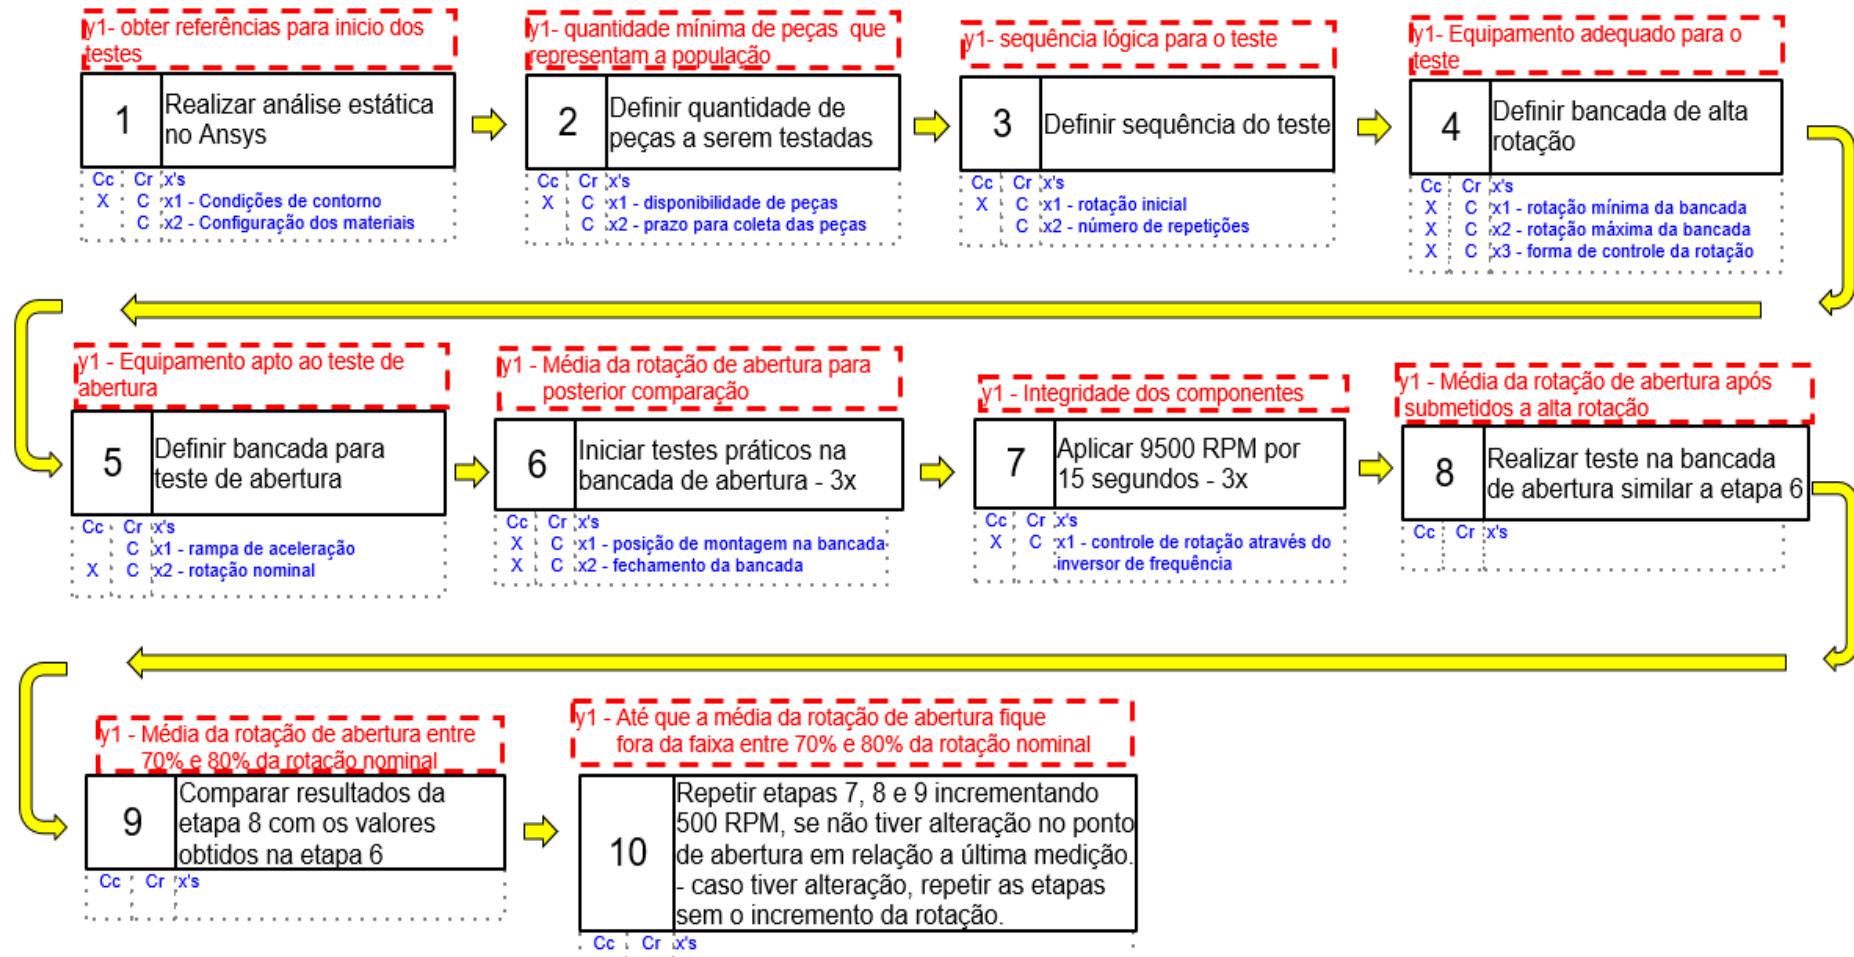 y1- obter referências para inicio dos
testes
1
Realizar análise estática
no Ansys
Cc Cr x's
X C x1 - Condições de contorno
C x2 - Configuração dos materiais
y1- quantidade mínima de peças que
representam a população
2
Definir quantidade de
peças a serem testadas
Cc Cr x's
X C x1 - disponibilidade de peças
C x2 - prazo para coleta das peças
y1- sequência lógica para o teste
3
Definir sequência do teste
Cc Cr x's
X C x1 - rotação inicial
C x2 - número de repetições
y1- Equipamento adequado para o
teste
4
Definir bancada de alta
rotação
Cc Cr x's
X C x1 - rotação mínima da bancada
X C x2 - rotação máxima da bancada
X C x3 - forma de controle da rotação
y1 - Equipamento apto ao teste de
abertura
5
Definir bancada para
teste de abertura
Cc Cr x's
C x1 - rampa de aceleração
X C x2 - rotação nominal
y1 - Média da rotação de abertura para
posterior comparação
6
Iniciar testes práticos na
bancada de abertura - 3x
Cc Cr x's
X C x1 - posição de montagem na bancada
X C x2 - fechamento da bancada
y1 - Integridade dos componentes
7
Aplicar 9500 RPM por
15 segundos - 3x
Cc Cr x's
X C x1 - controle de rotação através do
inversor de frequência
y1 - Média da rotação de abertura após
submetidos a alta rotação
8
Realizar teste na bancada
de abertura similar a etapa 6
Cc Cr x's
y1 - Média da rotação de abertura entre
70% e 80% da rotação nominal
9
Comparar resultados da
etapa 8 com os valores
obtidos na etapa 6
Cc Cr x's
y1 - Até que a média da rotação de abertura fique
fora da faixa entre 70% e 80% da rotação nominal
10
Repetir etapas 7, 8 e 9 incrementando
500 RPM, se não tiver alteração no ponto
de abertura em relação a última medição.
- caso tiver alteração, repetir as etapas
sem o incremento da rotação.
Cc Cr x's